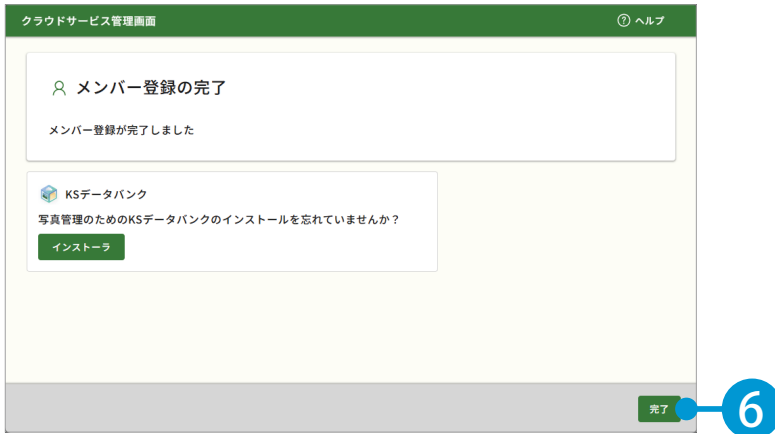 クラウドサービス管理画面
ヘルプ
メンバー登録の完了
メンバー登録が完了しました
KSデータバンク
写真管理のためのKSデータバンクのインストールを忘れていませんか？
インストーラ
完了
6